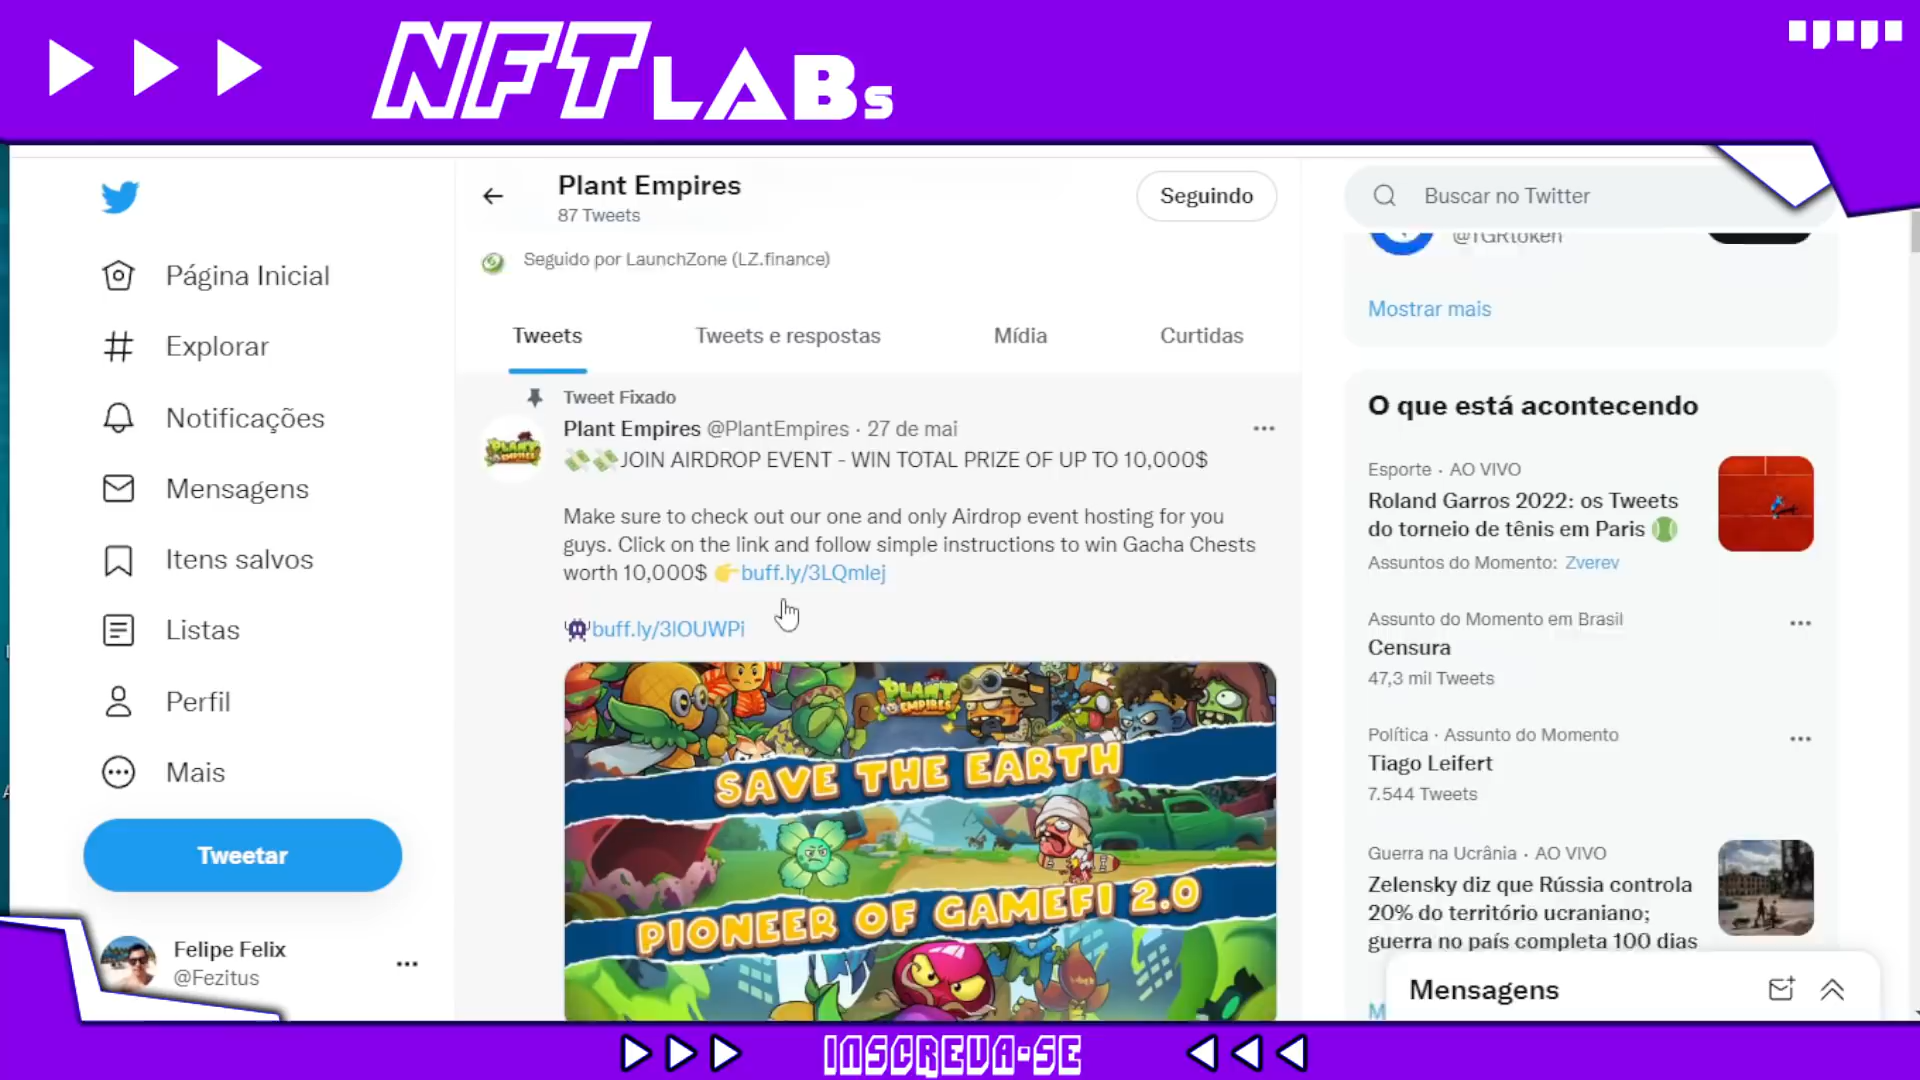 NFT LABs
Plant Empires
87 Tweets
Seguindo
Buscar no Twitter
Seguido por LaunchZone (LZ.finance)
@TGRtoken
Mostrar mais
Página Inicial
Explorar
Notificações
Mensagens
Itens salvos
Listas
Perfil
Mais
Tweetar
Felipe Felix
@Fezitus
Tweets
Tweets e respostas
Mídia
Curtidas
Tweet Fixado
Plant Empires @PlantEmpires · 27 de mai
JOIN AIRDROP EVENT - WIN TOTAL PRIZE OF UP TO 10,000$
Make sure to check out our one and only Airdrop event hosting for you
guys. Click on the link and follow simple instructions to win Gacha Chests
worth 10,000$ buff.ly/3LQmlej
buff.ly/3lOUWPi
PLANT EMPIRES
SAVE THE EARTH
PIONEER OF GAMEFI 2.0
O que está acontecendo
Esporte · AO VIVO
Roland Garros 2022: os Tweets
do torneio de tênis em Paris
Assuntos do Momento: Zverev
Assunto do Momento em Brasil
Censura
47,3 mil Tweets
Política · Assunto do Momento
Tiago Leifert
7.544 Tweets
Guerra na Ucrânia · AO VIVO
Zelensky diz que Rússia controla
20% do território ucraniano;
guerra no país completa 100 dias
Mensagens
INSCREVA-SE